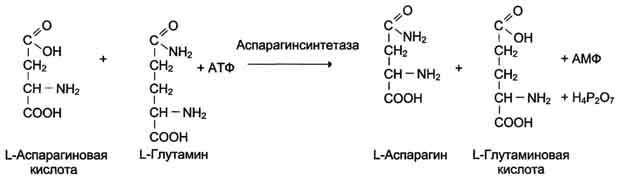 O
C
OH
CH2
CH – NH2
COOH
+
O
C
NH2
CH2
CH2
CH – NH2
COOH
+ АТФ
Аспарагинсинтетаза
O
C
NH2
CH2
CH – NH2
COOH
+
O
C
OH
CH2
CH2
CH – NH2
COOH
+ АМФ
+ H4P2O7
L-Аспарагиновая
кислота
L-Глутамин
L-Аспарагин
L-Глутаминовая
кислота